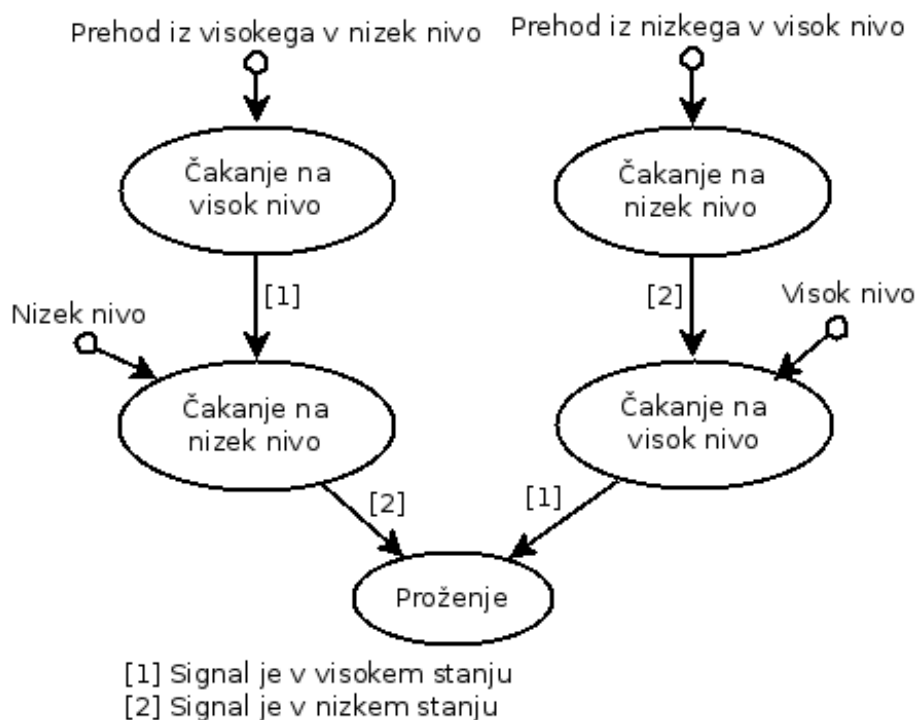 Prehod iz visokega v nizek nivo
Prehod iz nizkega v visok nivo
Čakanje na
visok nivo
Čakanje na
nizek nivo
[1]
[2]
Nizek nivo
Visok nivo
Čakanje na
nizek nivo
Čakanje na
visok nivo
[2]
[1]
Proženje
[1] Signal je v visokem stanju
[2] Signal je v nizkem stanju